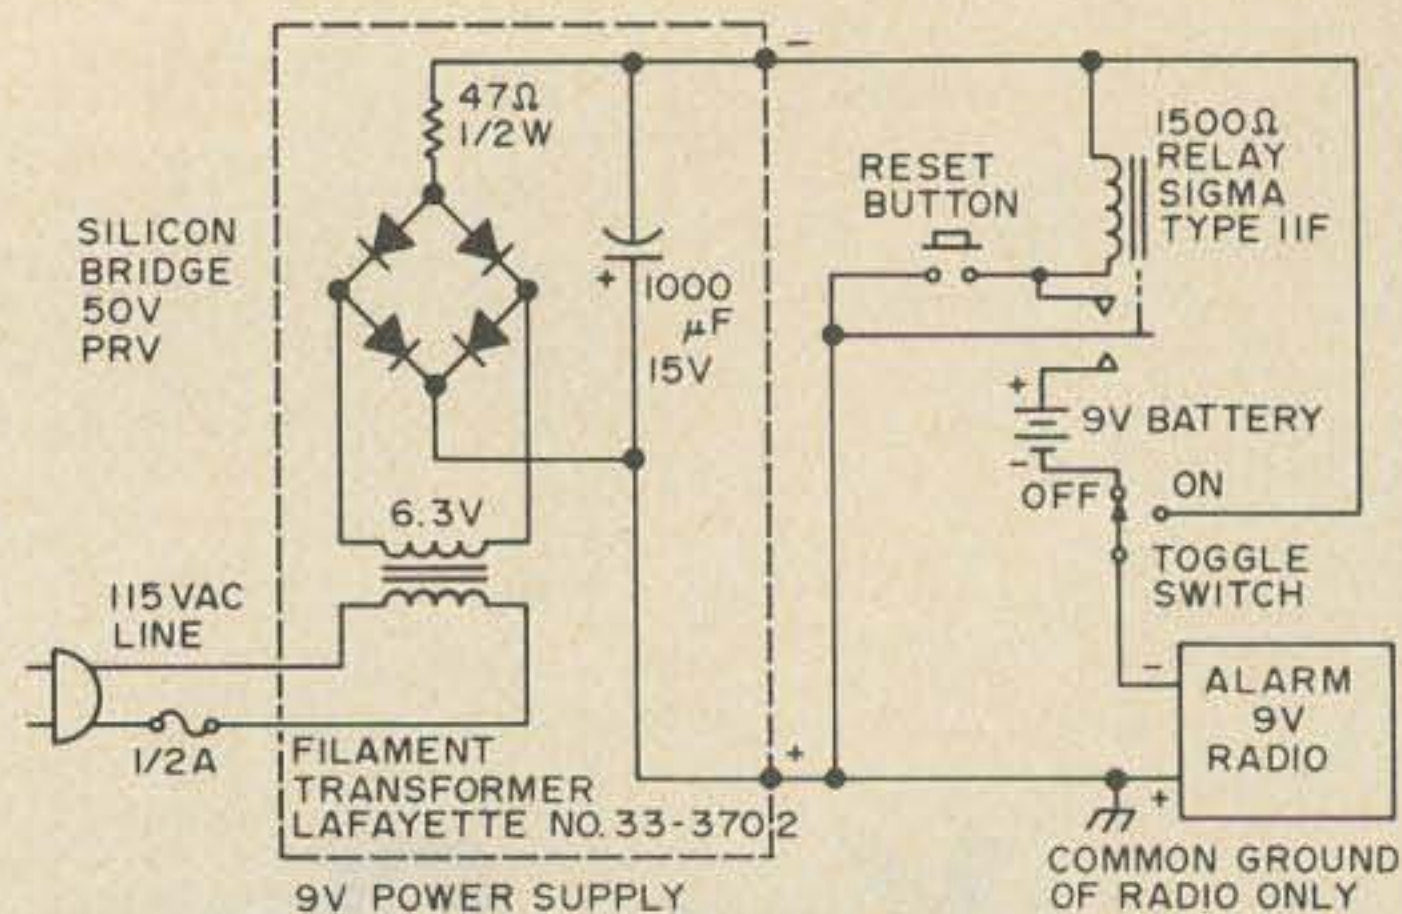 47Ω
1/2W
SILICON
BRIDGE
50V
PRV
+
1000
μF
15V
6.3V
115 VAC
LINE
1/2A
FILAMENT
TRANSFORMER
LAFAYETTE NO. 33-3702
9V POWER SUPPLY
−
+
RESET
BUTTON
1500Ω
RELAY
SIGMA
TYPE 11F
+
9V BATTERY
−
OFF
ON
TOGGLE
SWITCH
−
ALARM
9V
RADIO
+
COMMON GROUND
OF RADIO ONLY